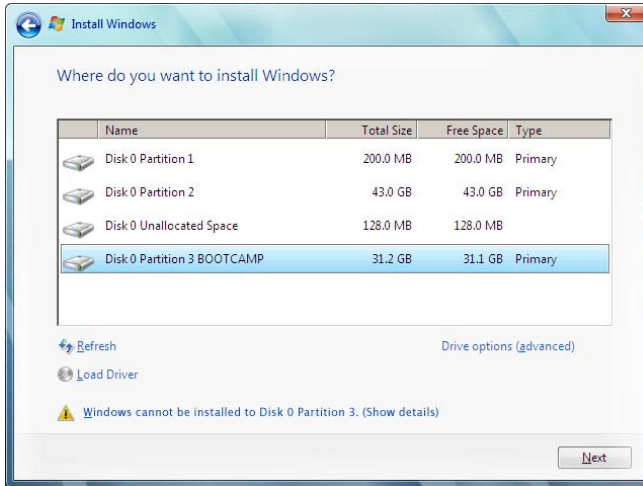 Install Windows
Where do you want to install Windows?
Name Total Size Free Space Type
Disk 0 Partition 1 200.0 MB 200.0 MB Primary
Disk 0 Partition 2 43.0 GB 43.0 GB Primary
Disk 0 Unallocated Space 128.0 MB 128.0 MB
Disk 0 Partition 3 BOOTCAMP 31.2 GB 31.1 GB Primary
Refresh Drive options (advanced)
Load Driver
Windows cannot be installed to Disk 0 Partition 3. (Show details)
Next